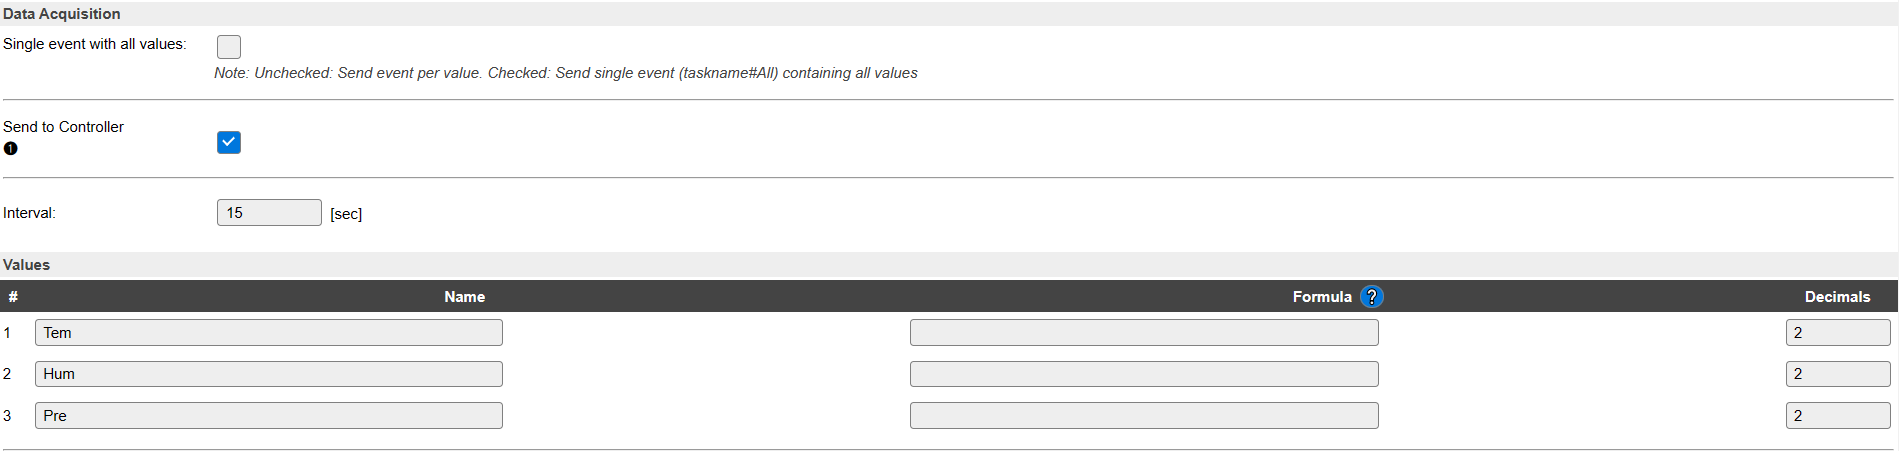 Data Acquisition
Single event with all values:
Note: Unchecked: Send event per value. Checked: Send single event (taskname#All) containing all values
Send to Controller
❶
Interval: 15 [sec]
Values
# Name Formula ? Decimals
1 Tem 2
2 Hum 2
3 Pre 2